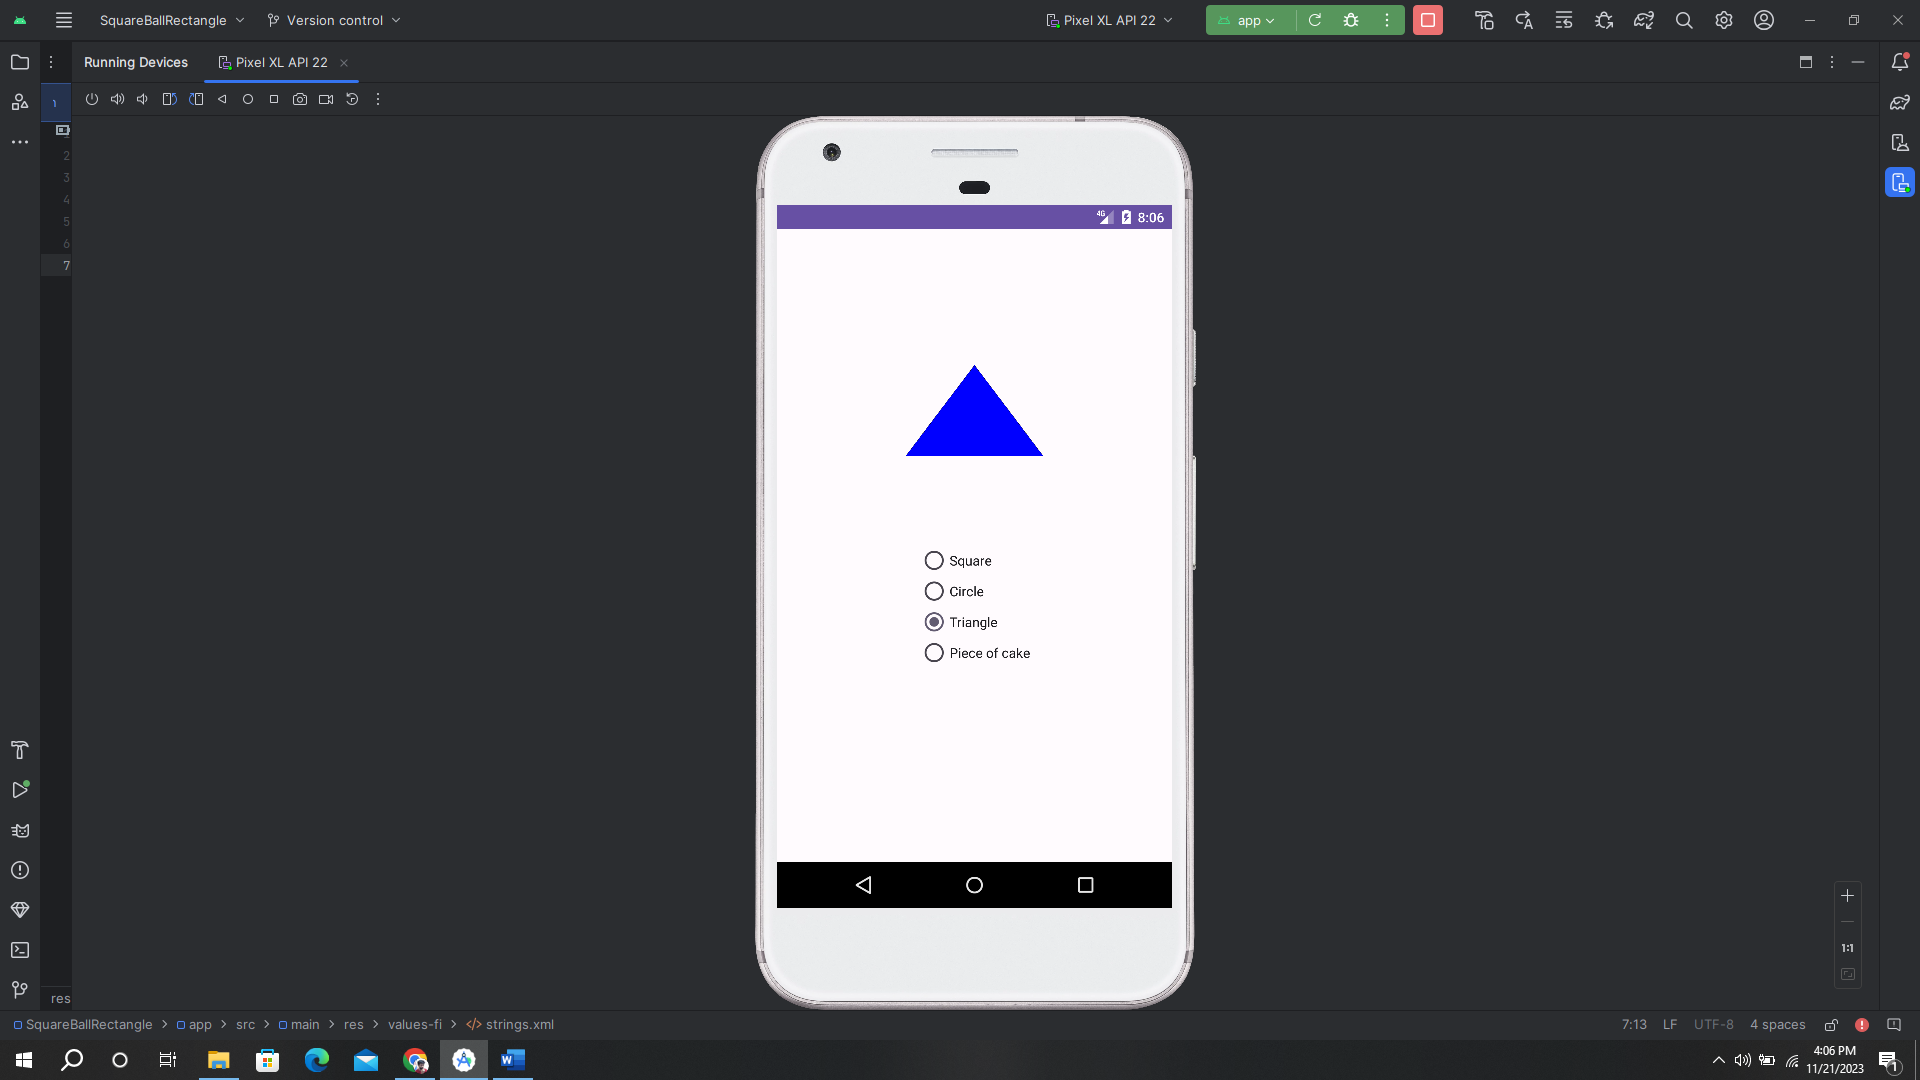 SquareBallRectangle
Version control
Pixel XL API 22
app
Running Devices
Pixel XL API 22
2
3
4
5
6
7
4G
8:06
Square
Circle
Triangle
Piece of cake
1:1
res
SquareBallRectangle
app
src
main
res
values-fi
strings.xml
7:13
LF
UTF-8
4 spaces
4:06 PM
11/21/2023
1